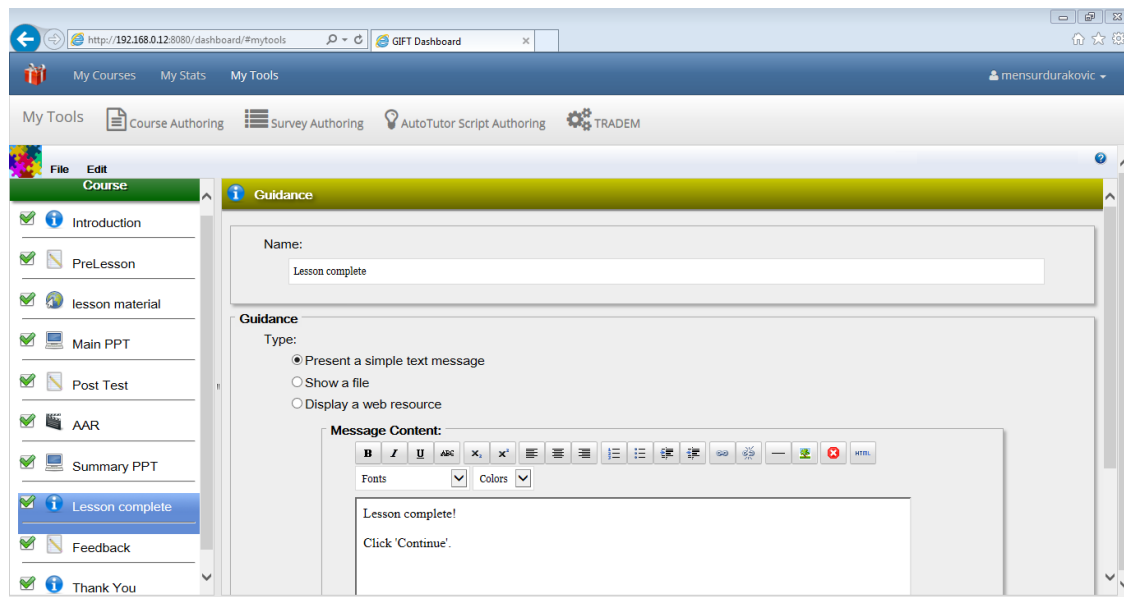 http://192.168.0.12:8080/dashboard/#mytools
GIFT Dashboard
My Courses My Stats My Tools mensurdurakovic
My Tools Course Authoring Survey Authoring AutoTutor Script Authoring TRADEM
File Edit
Course
Introduction
PreLesson
lesson material
Main PPT
Post Test
AAR
Summary PPT
Lesson complete
Feedback
Thank You
Guidance
Name:
Lesson complete
Guidance
Type:
Present a simple text message
Show a file
Display a web resource
Message Content:
B I U ABC X₂ X² HTML
Fonts Colors
Lesson complete!
Click 'Continue'.